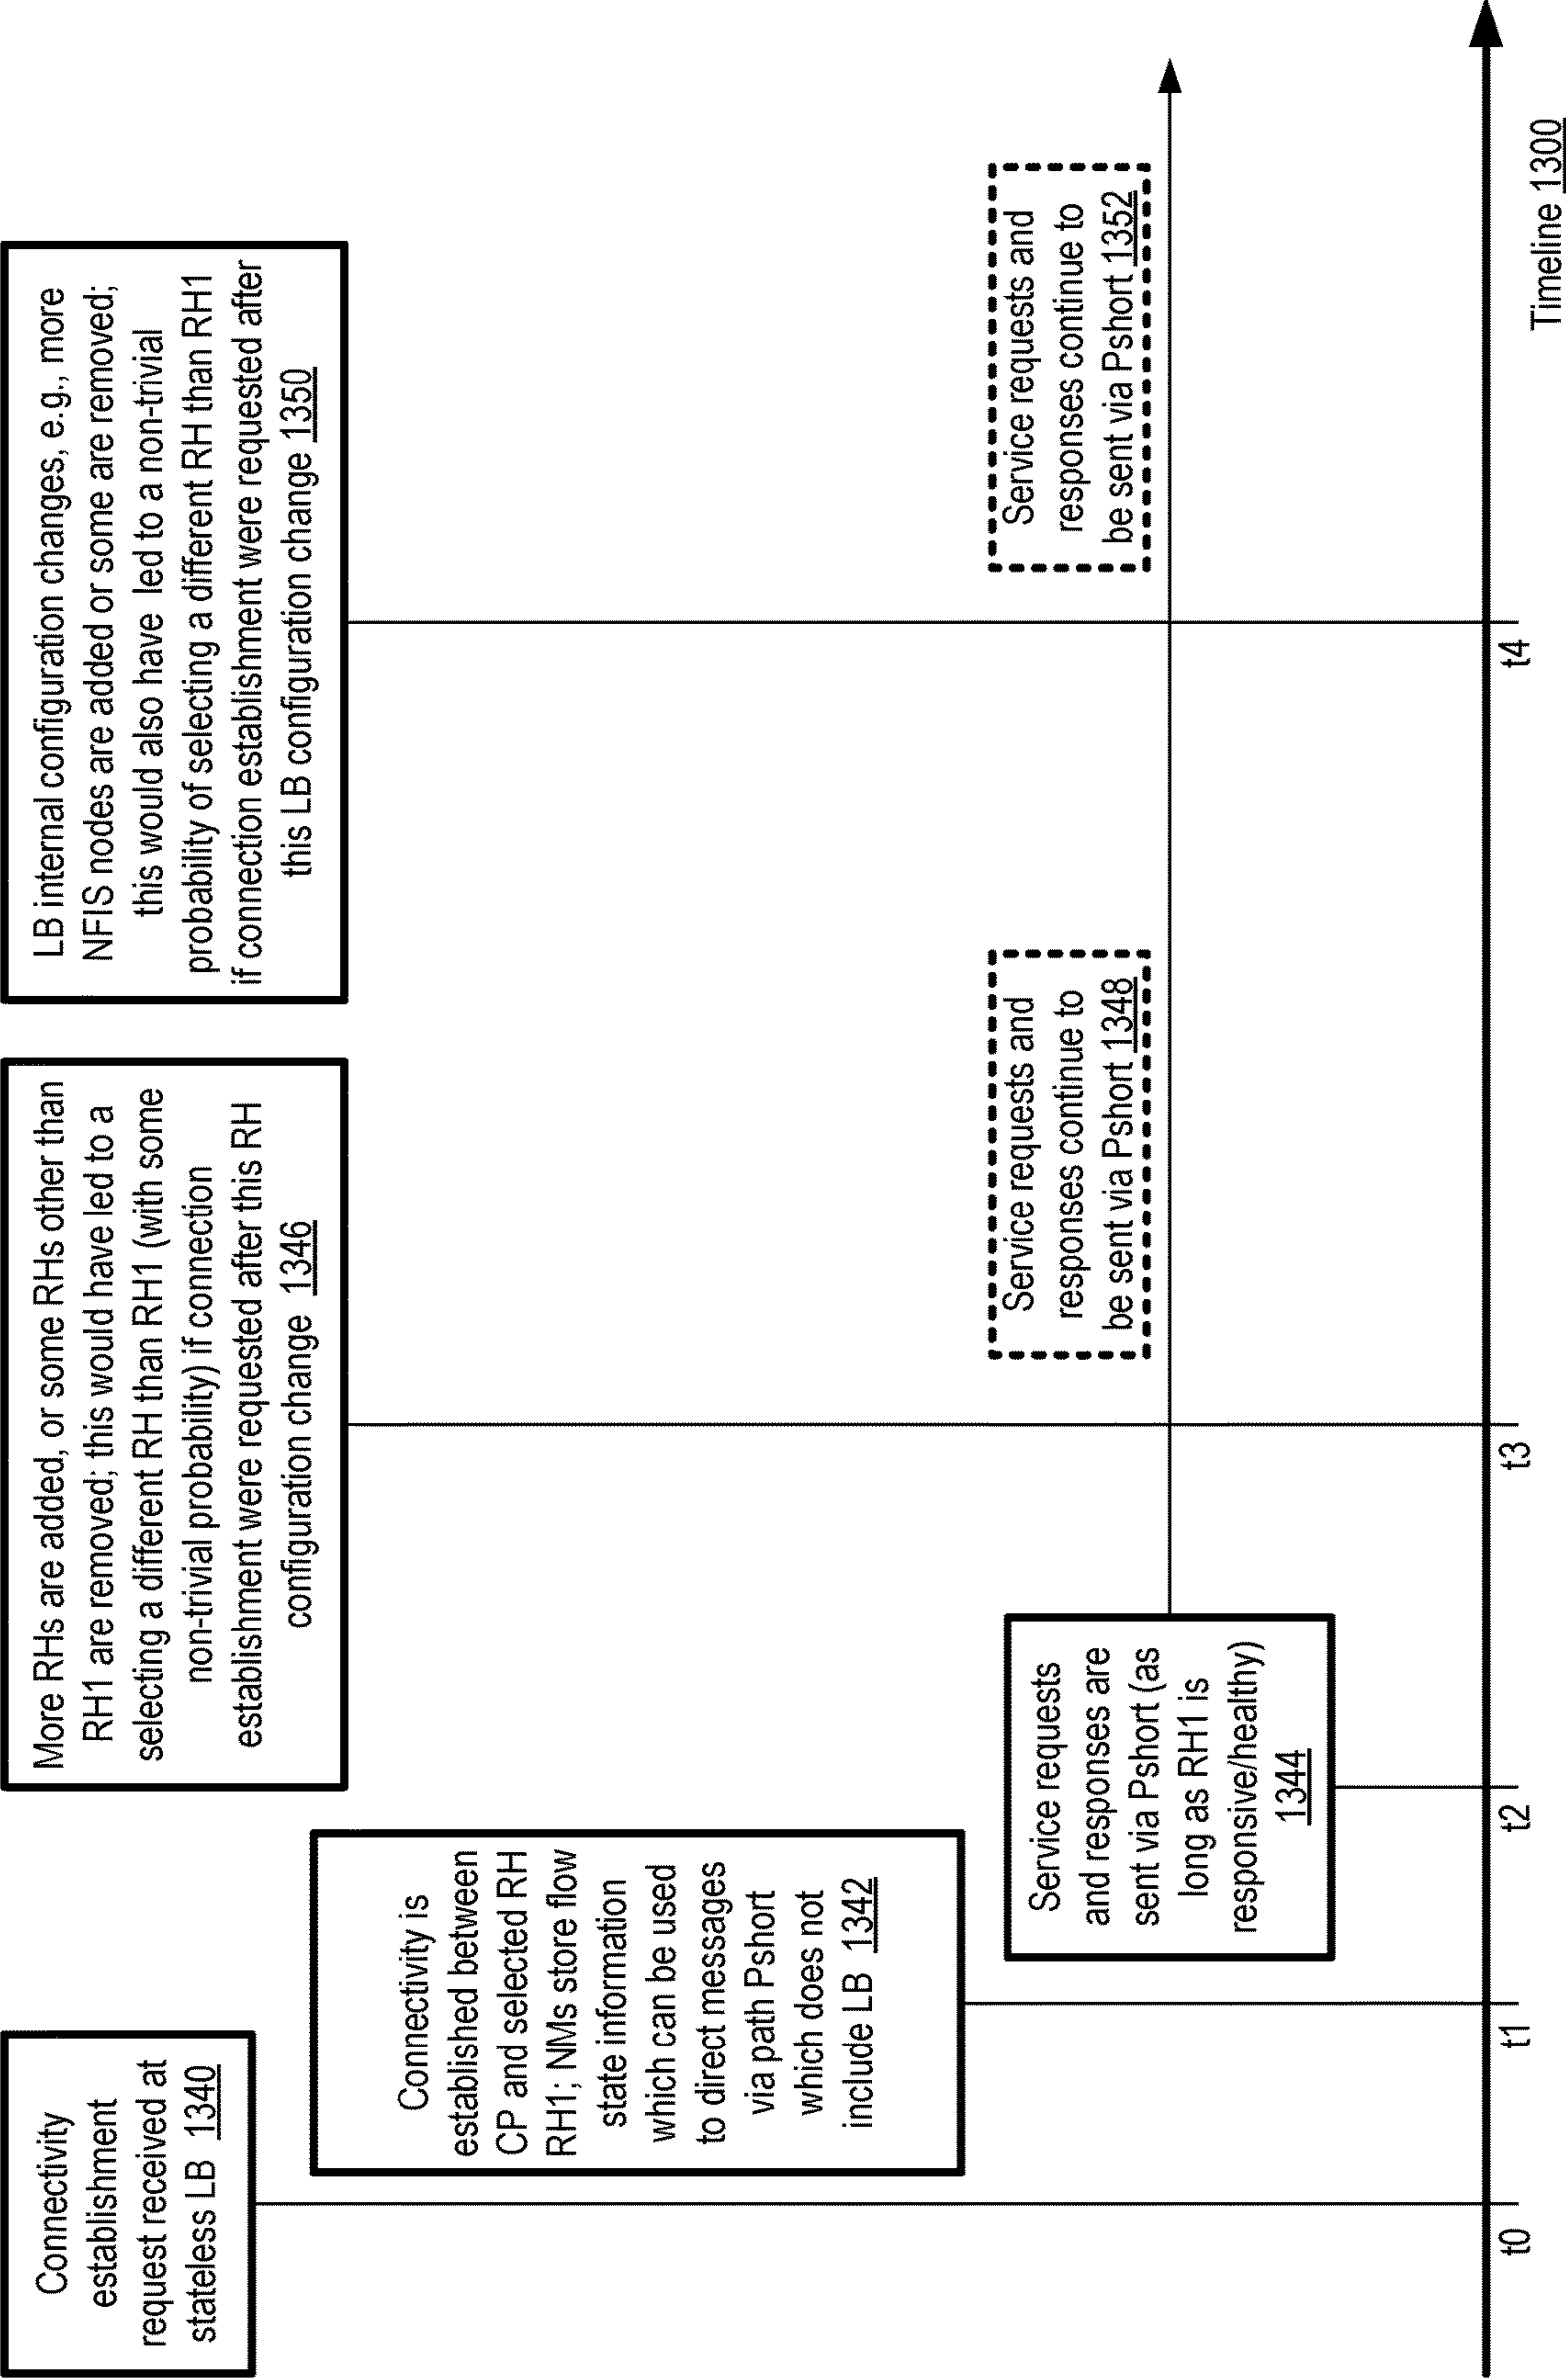 Connectivity
establishment
request received at
stateless LB 1340
Connectivity is
established between
CP and selected RH
RH1; NMs store flow
state information
which can be used
to direct messages
via path Pshort
which does not
include LB 1342
Service requests
and responses are
sent via Pshort (as
long as RH1 is
responsive/healthy)
1344
More RHs are added, or some RHs other than
RH1 are removed; this would have led to a
selecting a different RH than RH1 (with some
non-trivial probability) if connection
establishment were requested after this RH
configuration change 1346
Service requests and
responses continue to
be sent via Pshort 1348
LB internal configuration changes, e.g., more
NFIS nodes are added or some are removed;
this would also have led to a non-trivial
probability of selecting a different RH than RH1
if connection establishment were requested after
this LB configuration change 1350
Service requests and
responses continue to
be sent via Pshort 1352
t0
t1
t2
t3
t4
Timeline 1300